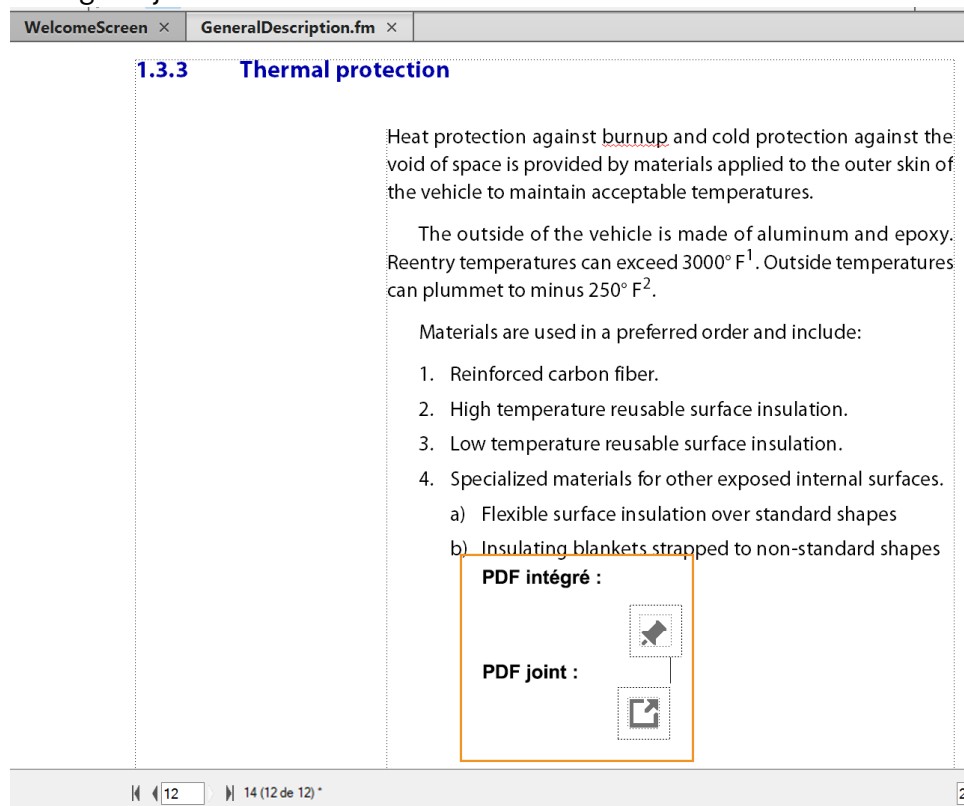 WelcomeScreen ×
GeneralDescription.fm ×
1.3.3 Thermal protection
Heat protection against burnup and cold protection against the
void of space is provided by materials applied to the outer skin of
the vehicle to maintain acceptable temperatures.
The outside of the vehicle is made of aluminum and epoxy.
Reentry temperatures can exceed 3000° F1. Outside temperatures
can plummet to minus 250° F2.
Materials are used in a preferred order and include:
1. Reinforced carbon fiber.
2. High temperature reusable surface insulation.
3. Low temperature reusable surface insulation.
4. Specialized materials for other exposed internal surfaces.
a) Flexible surface insulation over standard shapes
b) Insulating blankets strapped to non-standard shapes
PDF intégré :
PDF joint :
12
14 (12 de 12) *